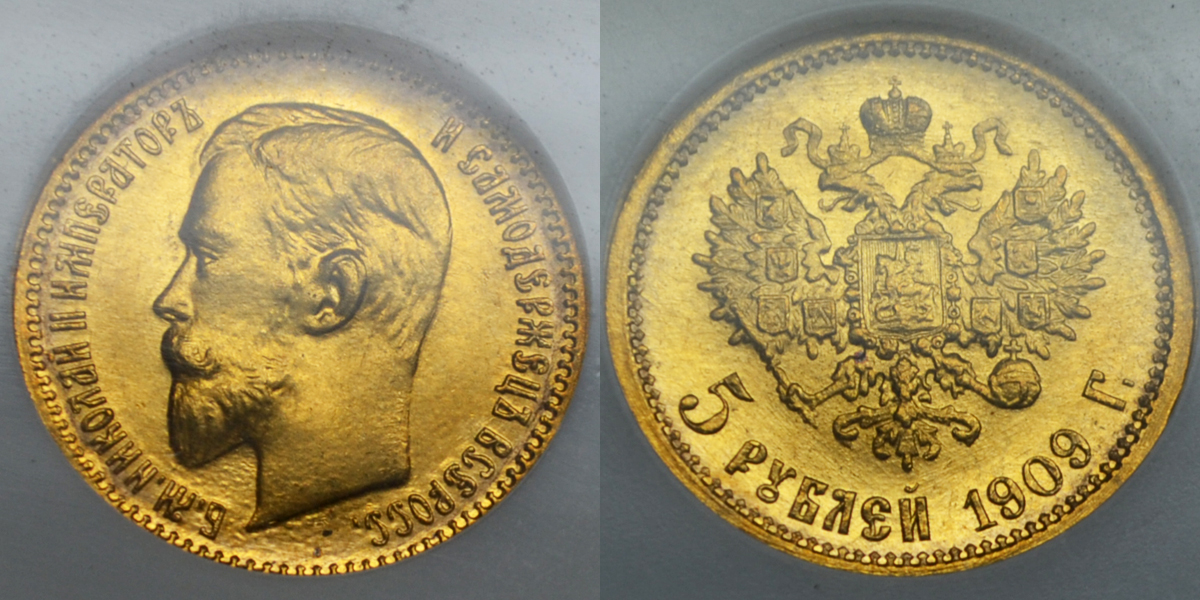 Б.М.НИКОЛАЙ II ИМПЕРАТОРЪ
И САМОДЕРЖЕЦЪ ВСЕРОСС.
5 РУБЛЕЙ 1909 Г.